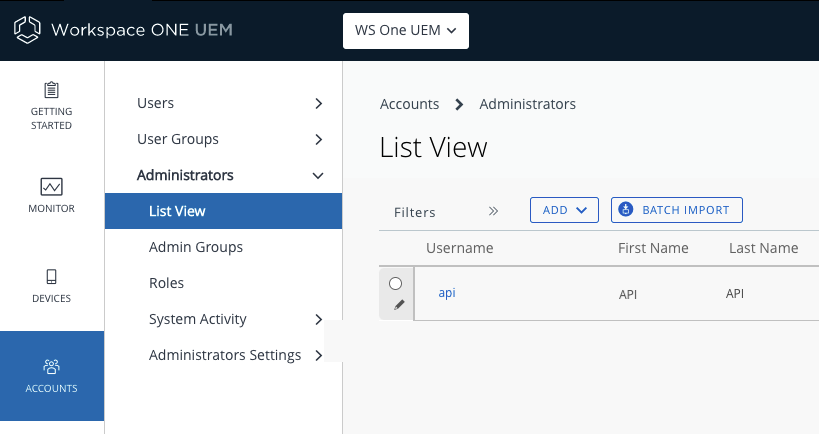 Workspace ONE UEM
WS One UEM
GETTING
STARTED
MONITOR
DEVICES
ACCOUNTS
Users
User Groups
Administrators
List View
Admin Groups
Roles
System Activity
Administrators Settings
Accounts
Administrators
List View
Filters
ADD
BATCH IMPORT
Username First Name Last Name
api API API